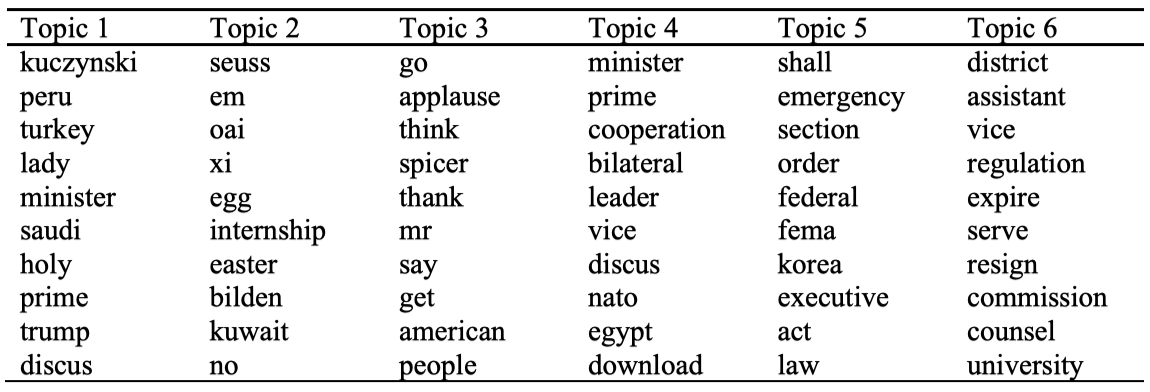 Topic 1 Topic 2 Topic 3 Topic 4 Topic 5 Topic 6
kuczynski seuss go minister shall district
peru em applause prime emergency assistant
turkey oai think cooperation section vice
lady xi spicer bilateral order regulation
minister egg thank leader federal expire
saudi internship mr vice fema serve
holy easter say discus korea resign
prime bilden get nato executive commission
trump kuwait american egypt act counsel
discus no people download law university